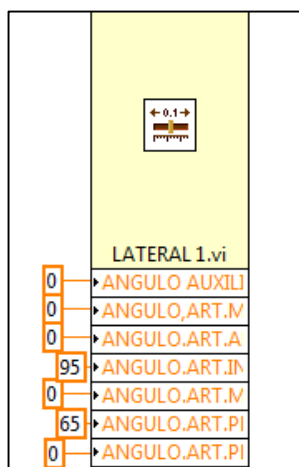 0.1
LATERAL 1.vi
0 ANGULO AUXILI
0 ANGULO,ART.M
0 ANGULO.ART.A
95 ANGULO.ART.IN
0 ANGULO.ART.M
65 ANGULO.ART.PI
0 ANGULO.ART.PI